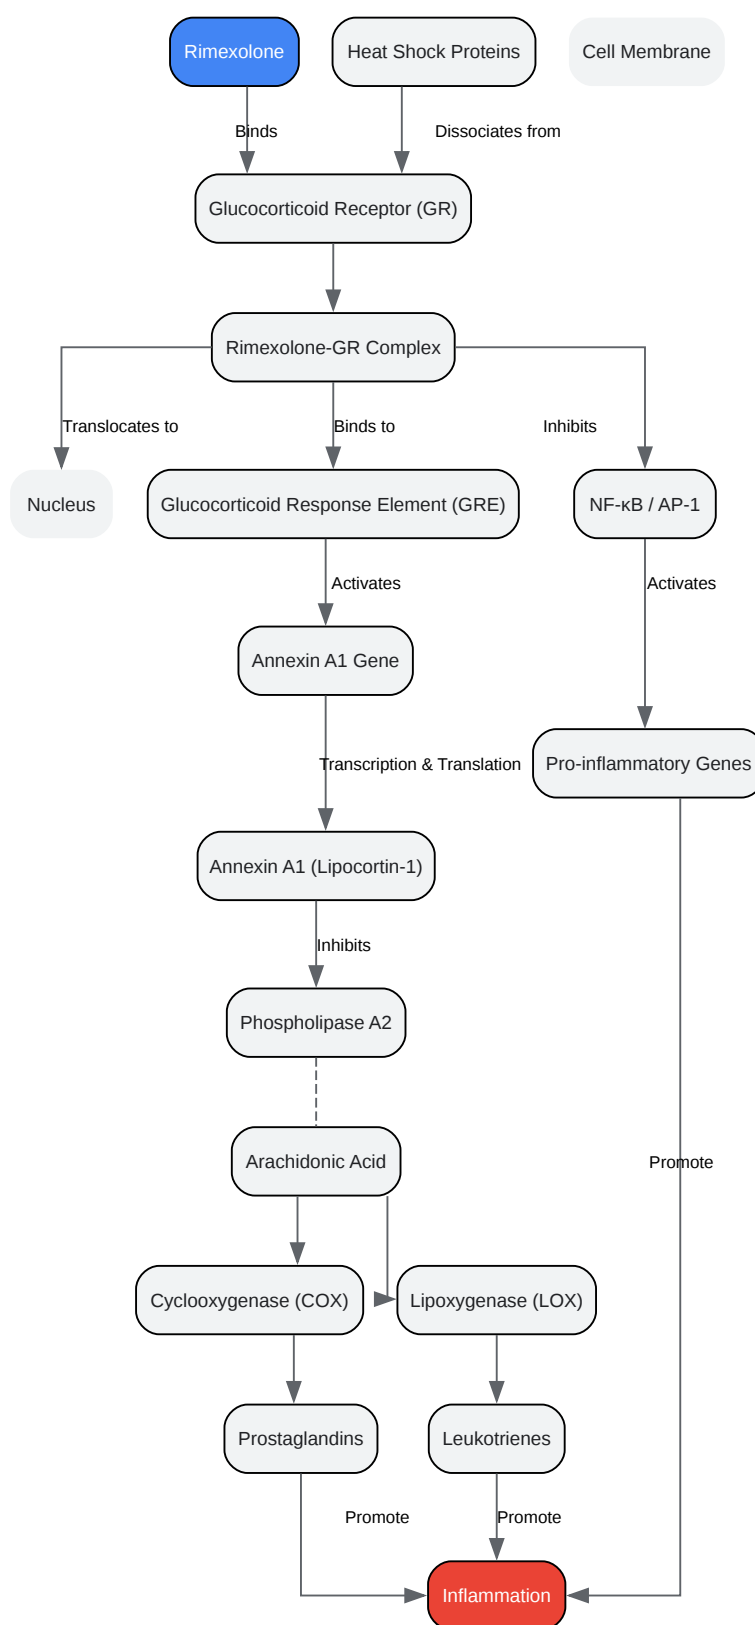 Rimexolone
Heat Shock Proteins
Cell Membrane
Binds
Dissociates from
Glucocorticoid Receptor (GR)
Rimexolone-GR Complex
Translocates to
Binds to
Inhibits
Nucleus
Glucocorticoid Response Element (GRE)
NF-κB / AP-1
Activates
Activates
Annexin A1 Gene
Transcription & Translation
Pro-inflammatory Genes
Annexin A1 (Lipocortin-1)
Inhibits
Phospholipase A2
Arachidonic Acid
Promote
Cyclooxygenase (COX)
Lipoxygenase (LOX)
Prostaglandins
Leukotrienes
Promote
Promote
Inflammation